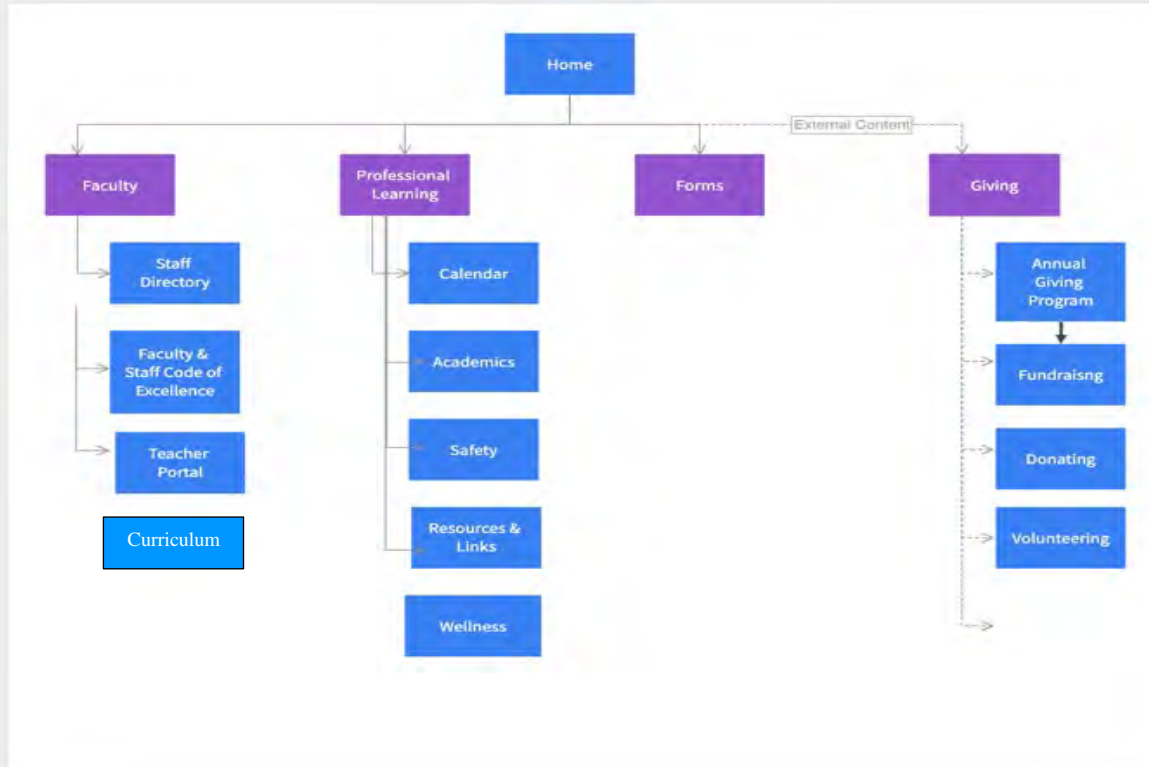 Home
External Content
Faculty
Professional
Learning
Forms
Giving
Staff
Directory
Faculty &
Staff Code of
Excellence
Teacher
Portal
Curriculum
Calendar
Academics
Safety
Resources &
Links
Wellness
Annual
Giving
Program
Fundraisng
Donating
Volunteering